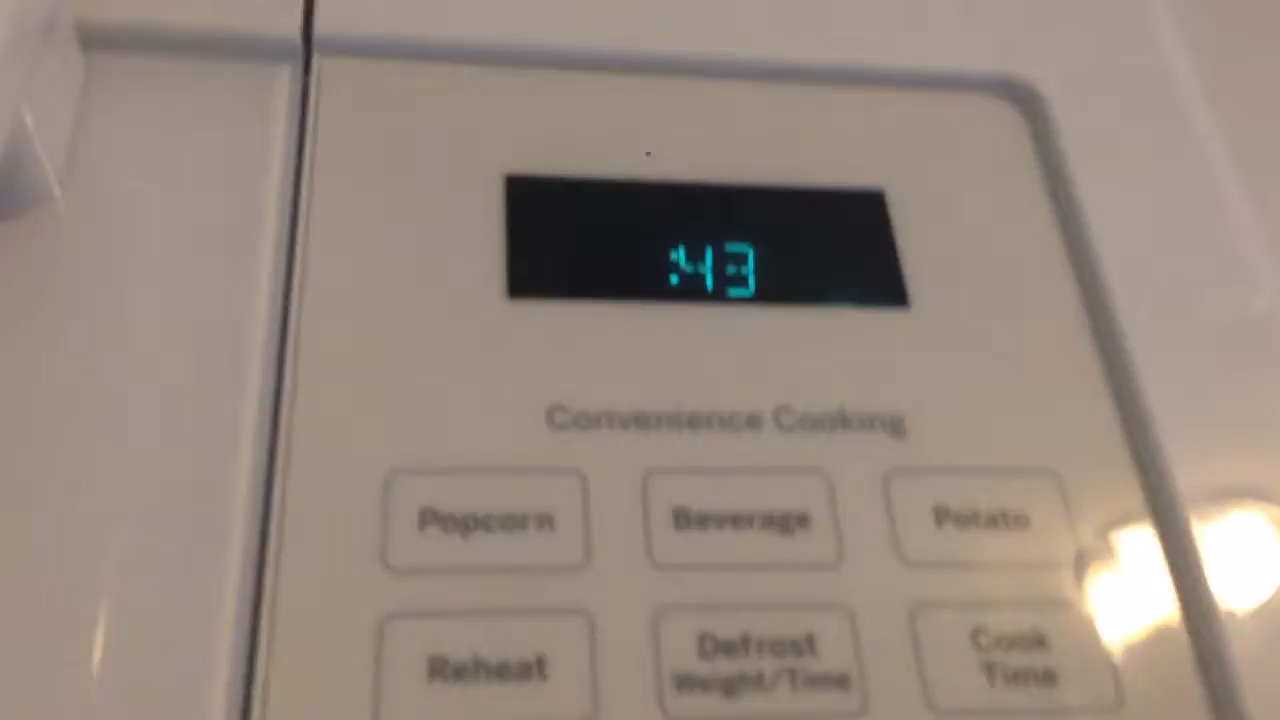 :43
Convenience Cooking
Popcorn
Beverage
Potato
Reheat
Defrost
Weight/Time
Cook
Time